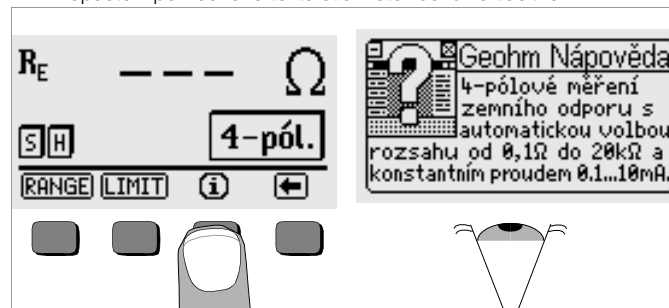 R_E — — — Ω
S H 4-pól.
RANGE LIMIT i ←
Geohm Nápověda
4-pólové měření
zemního odporu s
automatickou volbou
rozsahu od 0,1Ω do 20kΩ a
konstantním proudem 0.1...10mA.